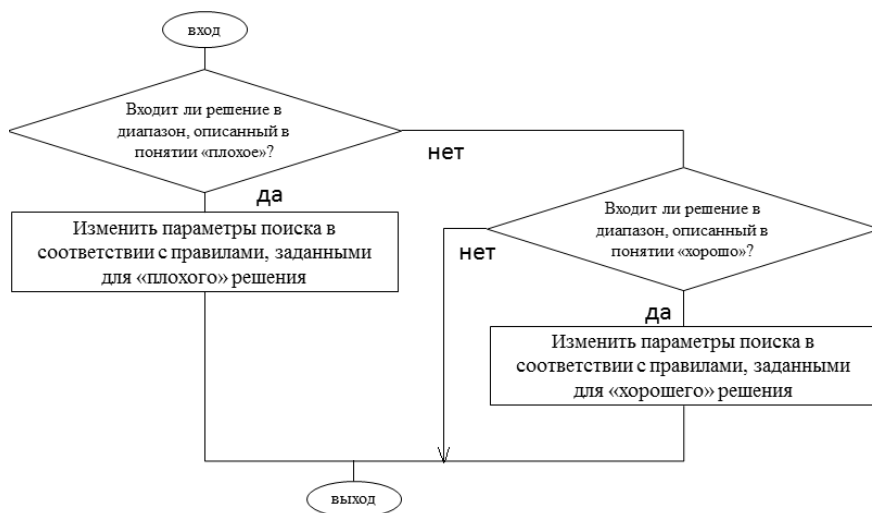 вход
Входит ли решение в
диапазон, описанный в
понятии «плохое»?
нет
да
Изменить параметры поиска в
соответствии с правилами, заданными
для «плохого» решения
Входит ли решение в
диапазон, описанный в
понятии «хорошо»?
нет
да
Изменить параметры поиска в
соответствии с правилами, заданными
для «хорошего» решения
выход